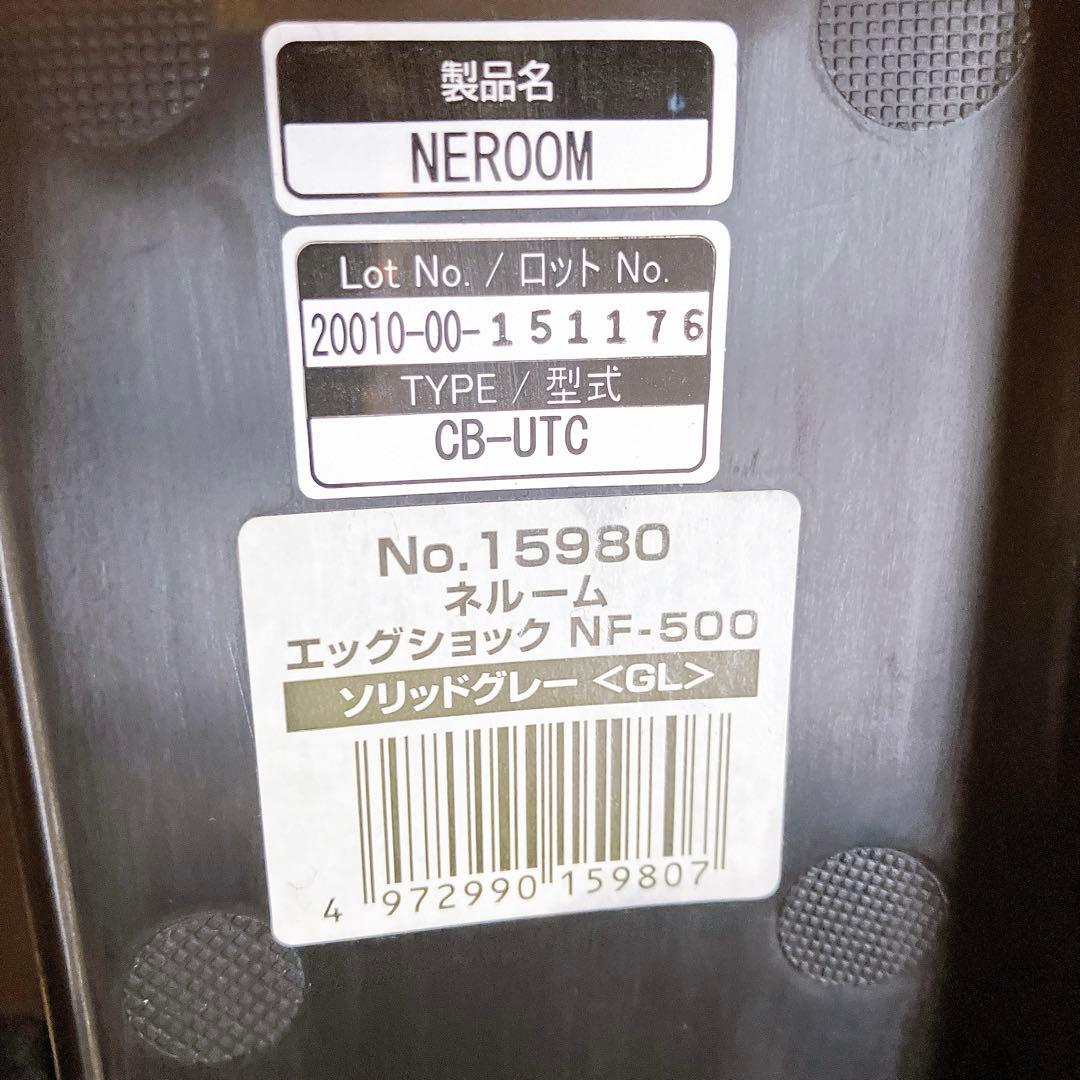 製品名
NEROOM
Lot No. / ロット No.
20010-00-151176
TYPE / 型式
CB-UTC
No.15980
ネルーム
エッグショック NF-500
ソリッドグレー <GL>
4 972990 159807